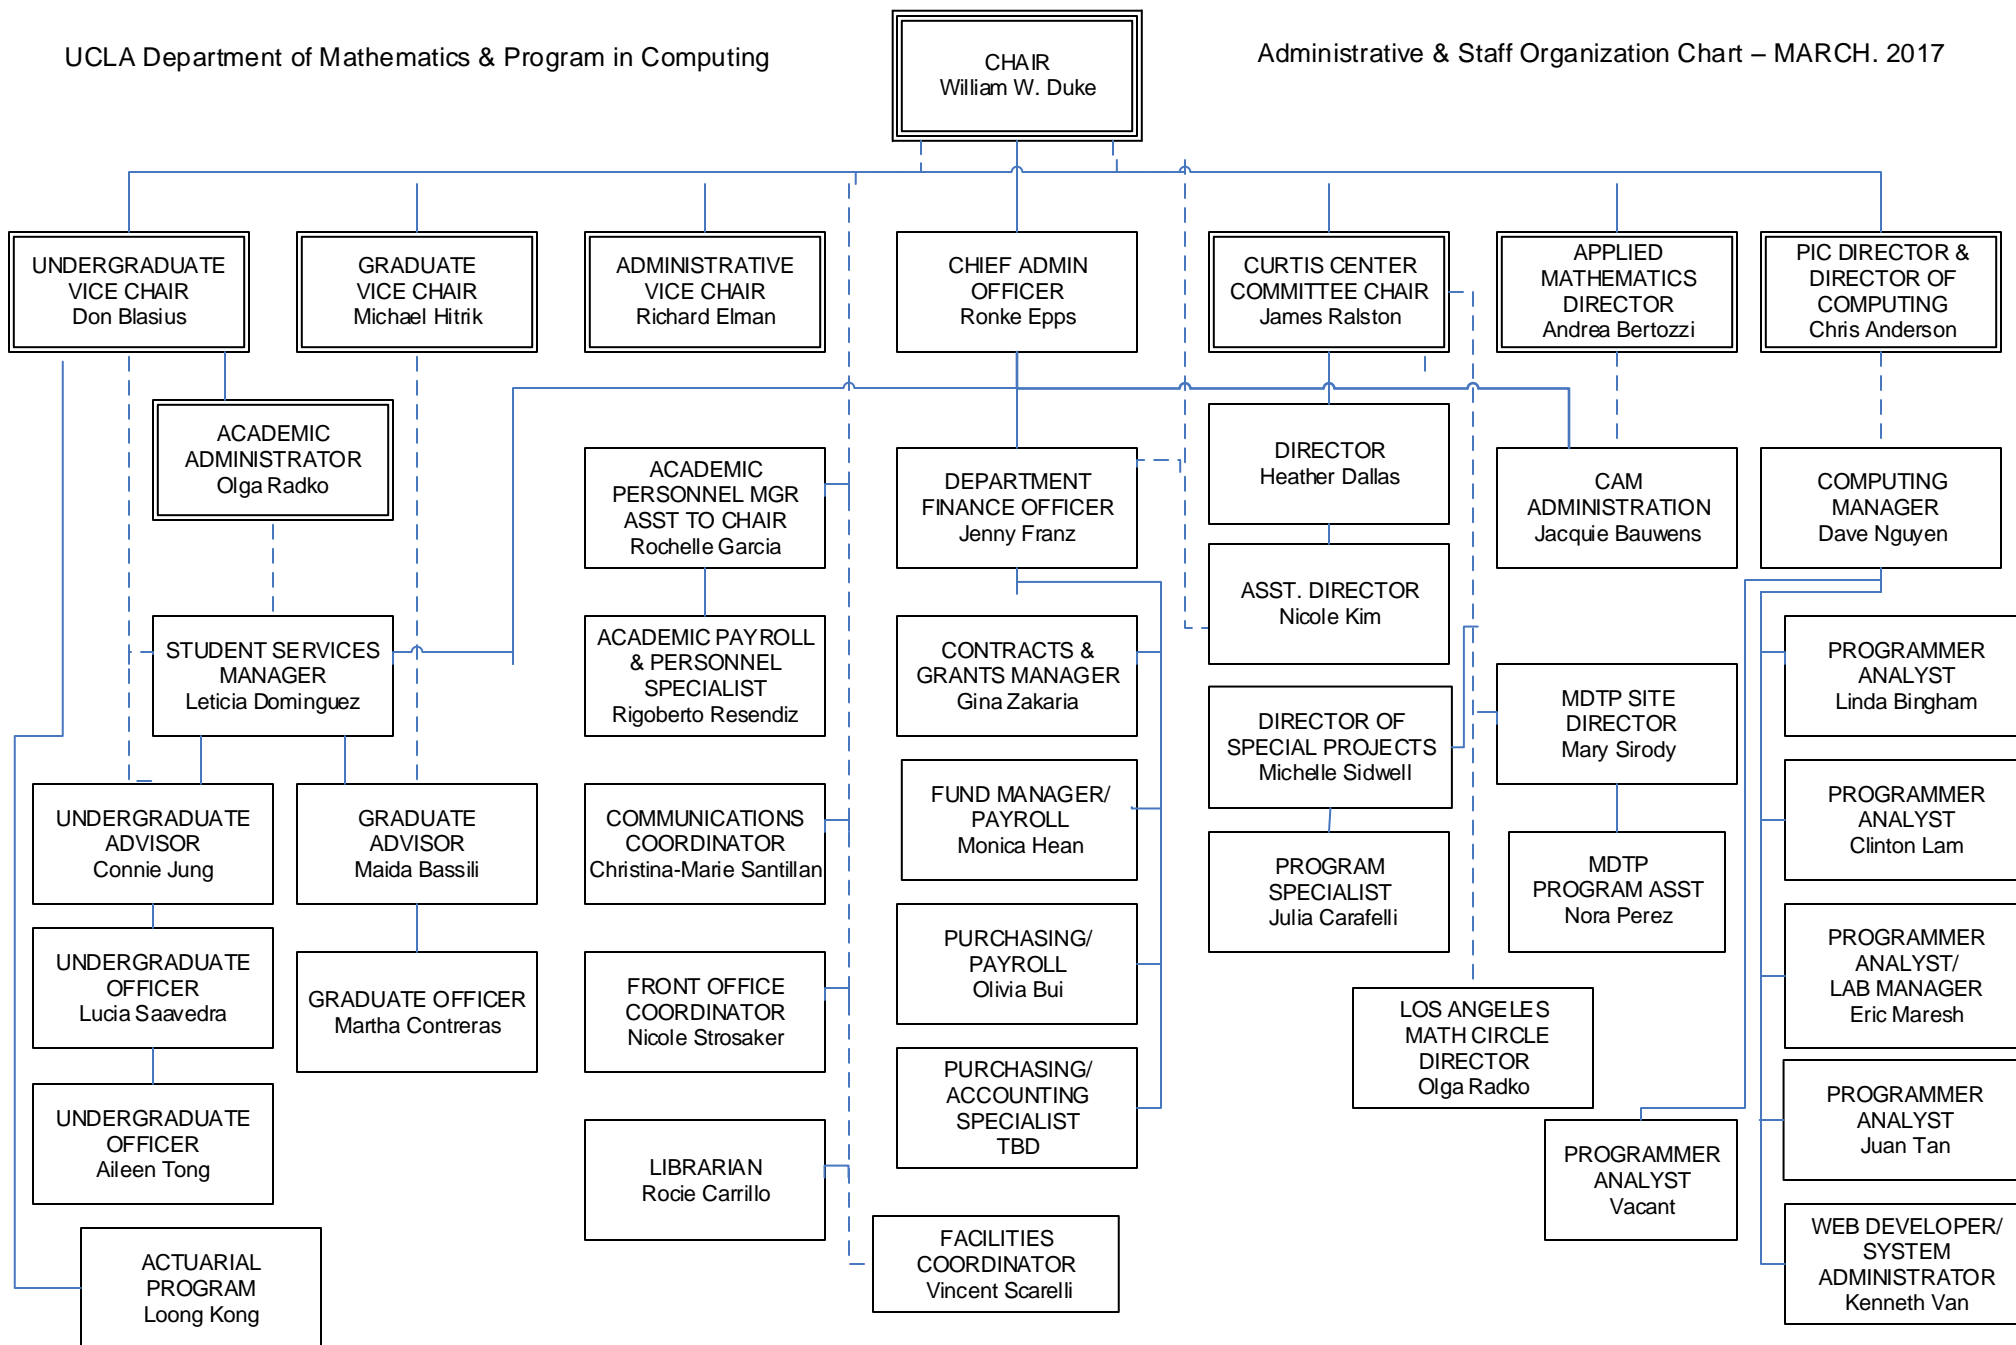 UCLA Department of Mathematics & Program in Computing
Administrative & Staff Organization Chart – MARCH. 2017
CHAIR
William W. Duke
UNDERGRADUATE
VICE CHAIR
Don Blasius
GRADUATE
VICE CHAIR
Michael Hitrik
ADMINISTRATIVE
VICE CHAIR
Richard Elman
CHIEF ADMIN
OFFICER
Ronke Epps
CURTIS CENTER
COMMITTEE CHAIR
James Ralston
APPLIED
MATHEMATICS
DIRECTOR
Andrea Bertozzi
PIC DIRECTOR &
DIRECTOR OF
COMPUTING
Chris Anderson
ACADEMIC
ADMINISTRATOR
Olga Radko
ACADEMIC
PERSONNEL MGR
ASST TO CHAIR
Rochelle Garcia
DEPARTMENT
FINANCE OFFICER
Jenny Franz
DIRECTOR
Heather Dallas
CAM
ADMINISTRATION
Jacquie Bauwens
COMPUTING
MANAGER
Dave Nguyen
ASST. DIRECTOR
Nicole Kim
STUDENT SERVICES
MANAGER
Leticia Dominguez
ACADEMIC PAYROLL
& PERSONNEL
SPECIALIST
Rigoberto Resendiz
CONTRACTS &
GRANTS MANAGER
Gina Zakaria
DIRECTOR OF
SPECIAL PROJECTS
Michelle Sidwell
MDTP SITE
DIRECTOR
Mary Sirody
PROGRAMMER
ANALYST
Linda Bingham
UNDERGRADUATE
ADVISOR
Connie Jung
GRADUATE
ADVISOR
Maida Bassili
COMMUNICATIONS
COORDINATOR
Christina-Marie Santillan
FUND MANAGER/
PAYROLL
Monica Hean
PROGRAM
SPECIALIST
Julia Carafelli
MDTP
PROGRAM ASST
Nora Perez
PROGRAMMER
ANALYST
Clinton Lam
UNDERGRADUATE
OFFICER
Lucia Saavedra
GRADUATE OFFICER
Martha Contreras
FRONT OFFICE
COORDINATOR
Nicole Strosaker
PURCHASING/
PAYROLL
Olivia Bui
LOS ANGELES
MATH CIRCLE
DIRECTOR
Olga Radko
PROGRAMMER
ANALYST/
LAB MANAGER
Eric Maresh
UNDERGRADUATE
OFFICER
Aileen Tong
LIBRARIAN
Rocie Carrillo
PURCHASING/
ACCOUNTING
SPECIALIST
TBD
PROGRAMMER
ANALYST
Vacant
PROGRAMMER
ANALYST
Juan Tan
ACTUARIAL
PROGRAM
Loong Kong
FACILITIES
COORDINATOR
Vincent Scarelli
WEB DEVELOPER/
SYSTEM
ADMINISTRATOR
Kenneth Van